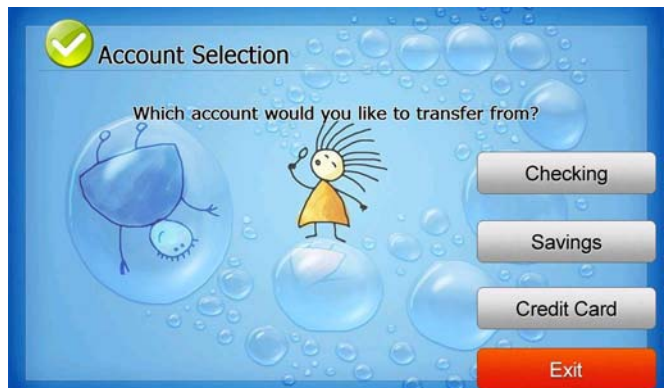 Account Selection
Which account would you like to transfer from?
Checking
Savings
Credit Card
Exit